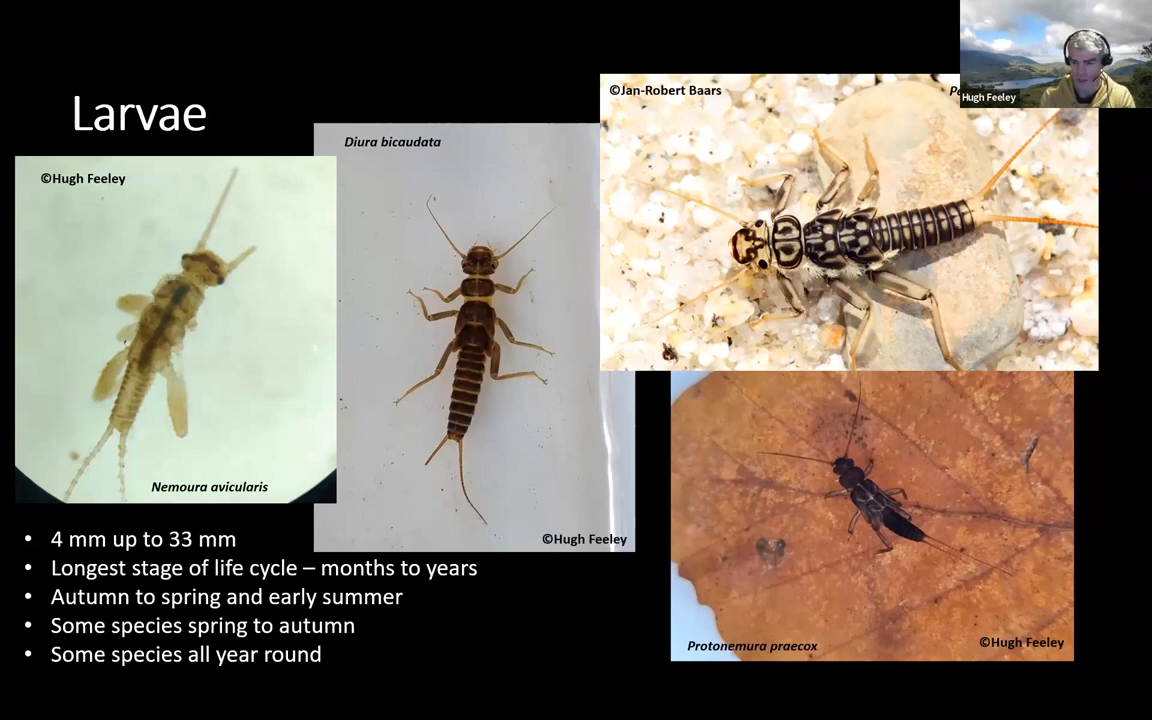 Larvae
©Hugh Feeley
Nemoura avicularis
Diura bicaudata
©Hugh Feeley
©Jan-Robert Baars
Hugh Feeley
Protonemura praecox
©Hugh Feeley
• 4 mm up to 33 mm
• Longest stage of life cycle – months to years
• Autumn to spring and early summer
• Some species spring to autumn
• Some species all year round